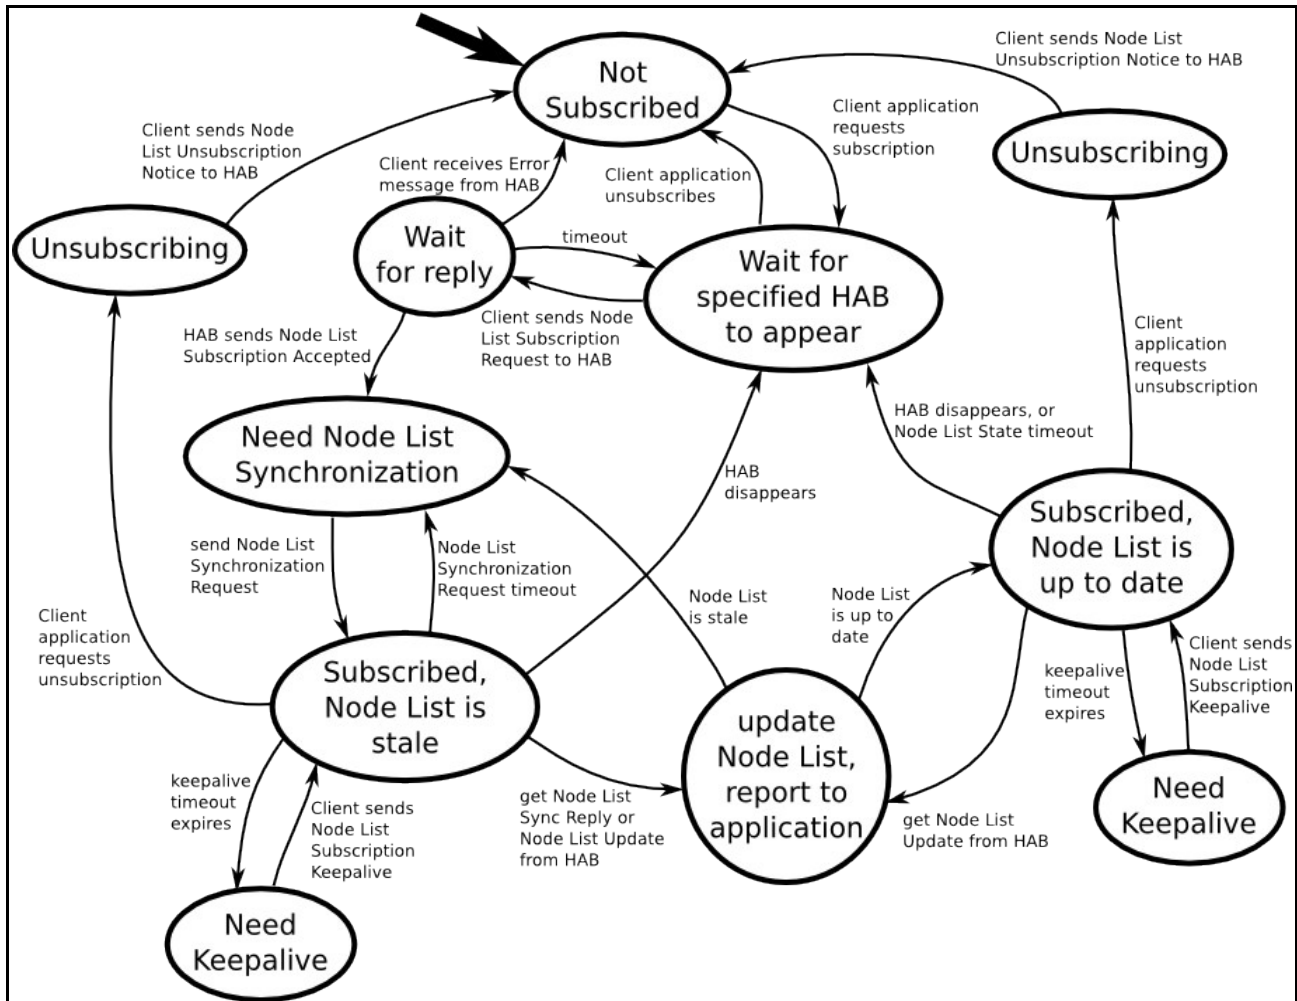 Not
Subscribed
Client sends Node List
Unsubscription Notice to HAB
Client application
requests
subscription
Unsubscribing
Client sends Node
List Unsubscription
Notice to HAB
Client receives Error
message from HAB
Client application
unsubscribes
Unsubscribing
Wait
for reply
timeout
Wait for
specified HAB
to appear
Client sends Node
List Subscription
Request to HAB
HAB sends Node List
Subscription Accepted
Client
application
requests
unsubscription
HAB disappears, or
Node List State timeout
Need Node List
Synchronization
HAB
disappears
Subscribed,
Node List is
up to date
send Node List
Synchronization
Request
Node List
Synchronization
Request timeout
Node List
is stale
Node List
is up to
date
Client
application
requests
unsubscription
Subscribed,
Node List is
stale
keepalive
timeout
expires
Client sends
Node List
Subscription
Keepalive
update
Node List,
report to
application
keepalive
timeout
expires
Client sends
Node List
Subscription
Keepalive
get Node List
Sync Reply or
Node List Update
from HAB
get Node List
Update from HAB
Need
Keepalive
Need
Keepalive